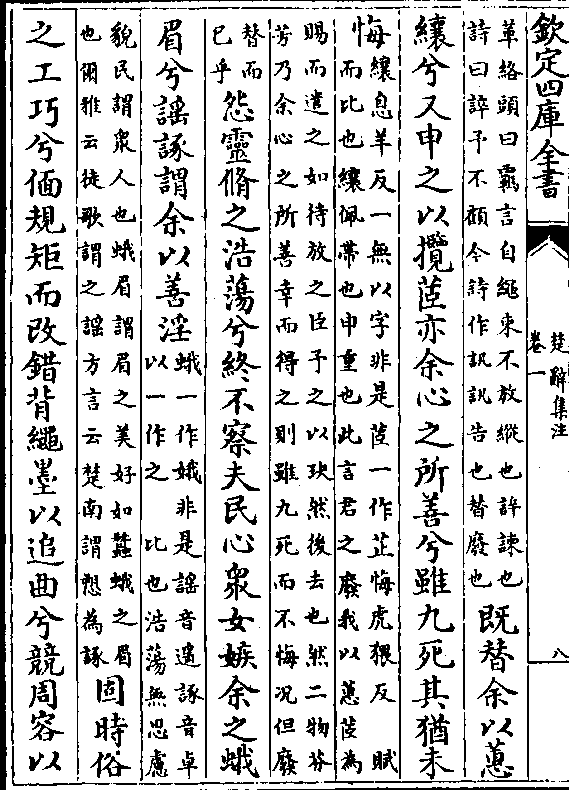 欽定四庫全書
楚辭集注
卷一
八
革絡頭曰覊言自繩束不放縱也誶諫也
詩曰誶予不顧今詩作訊訊告也替廢也
既替余以蕙
纕兮又申之以攬茝亦余心之所善兮雖九死其猶未
悔
纕息羊反一無以字非是茝一作芷悔虎猥反 賦
而比也纕佩帶也申重也此言君之廢我以蕙茝為
賜而遣之如待放之臣予之以玦然後去也然二物芬
芳乃余心之所善幸而得之則雖九死而不悔况但廢
替而
已乎
怨靈脩之浩蕩兮終不察夫民心衆女嫉余之蛾
眉兮謡諑謂余以善淫
蛾一作娥非是謡音遥諑音卓
以一作之 比也浩蕩無思慮
貌民謂衆人也蛾眉謂眉之美好如蠶蛾之眉
也爾雅云徒歌謂之謡方言云楚南謂愬為諑
固時俗
之工巧兮偭規矩而改錯背繩墨以追曲兮競周容以